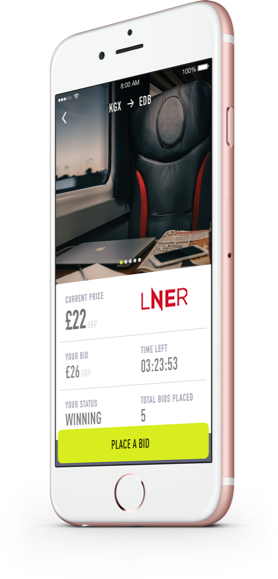 8:00 AM
100%
KGX → EDB
CURRENT PRICE
£22 GBP
LNER
YOUR BID
£26 GBP
TIME LEFT
03:23:53
YOUR STATUS
WINNING
TOTAL BIDS PLACED
5
PLACE A BID